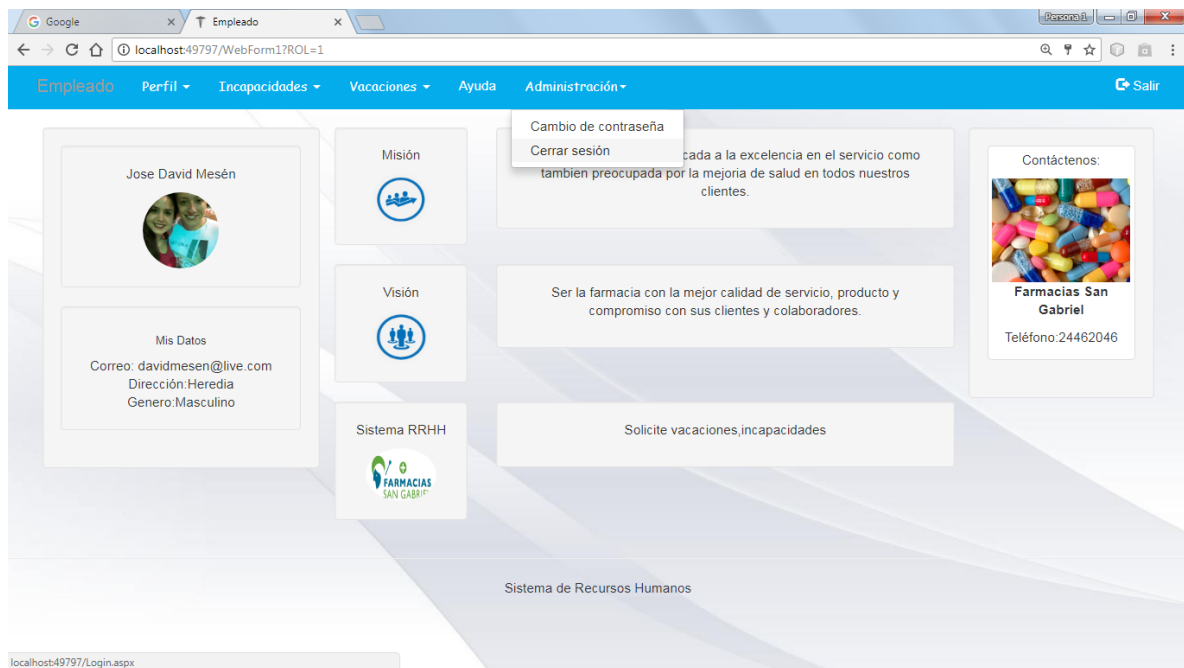 Google
Empleado
Persona 1
localhost:49797/WebForm1?ROL=1
Empleado
Perfil
Incapacidades
Vacaciones
Ayuda
Administración
Salir
Cambio de contraseña
Cerrar sesión
Jose David Mesén
Mis Datos
Correo: davidmesen@live.com
Dirección:Heredia
Genero:Masculino
Misión
cada a la excelencia en el servicio como
tambien preocupada por la mejoria de salud en todos nuestros
clientes.
Visión
Ser la farmacia con la mejor calidad de servicio, producto y
compromiso con sus clientes y colaboradores.
Sistema RRHH
FARMACIAS
SAN GABRIEL
Solicite vacaciones,incapacidades
Contáctenos:
Farmacias San
Gabriel
Teléfono:24462046
Sistema de Recursos Humanos
localhost:49797/Login.aspx